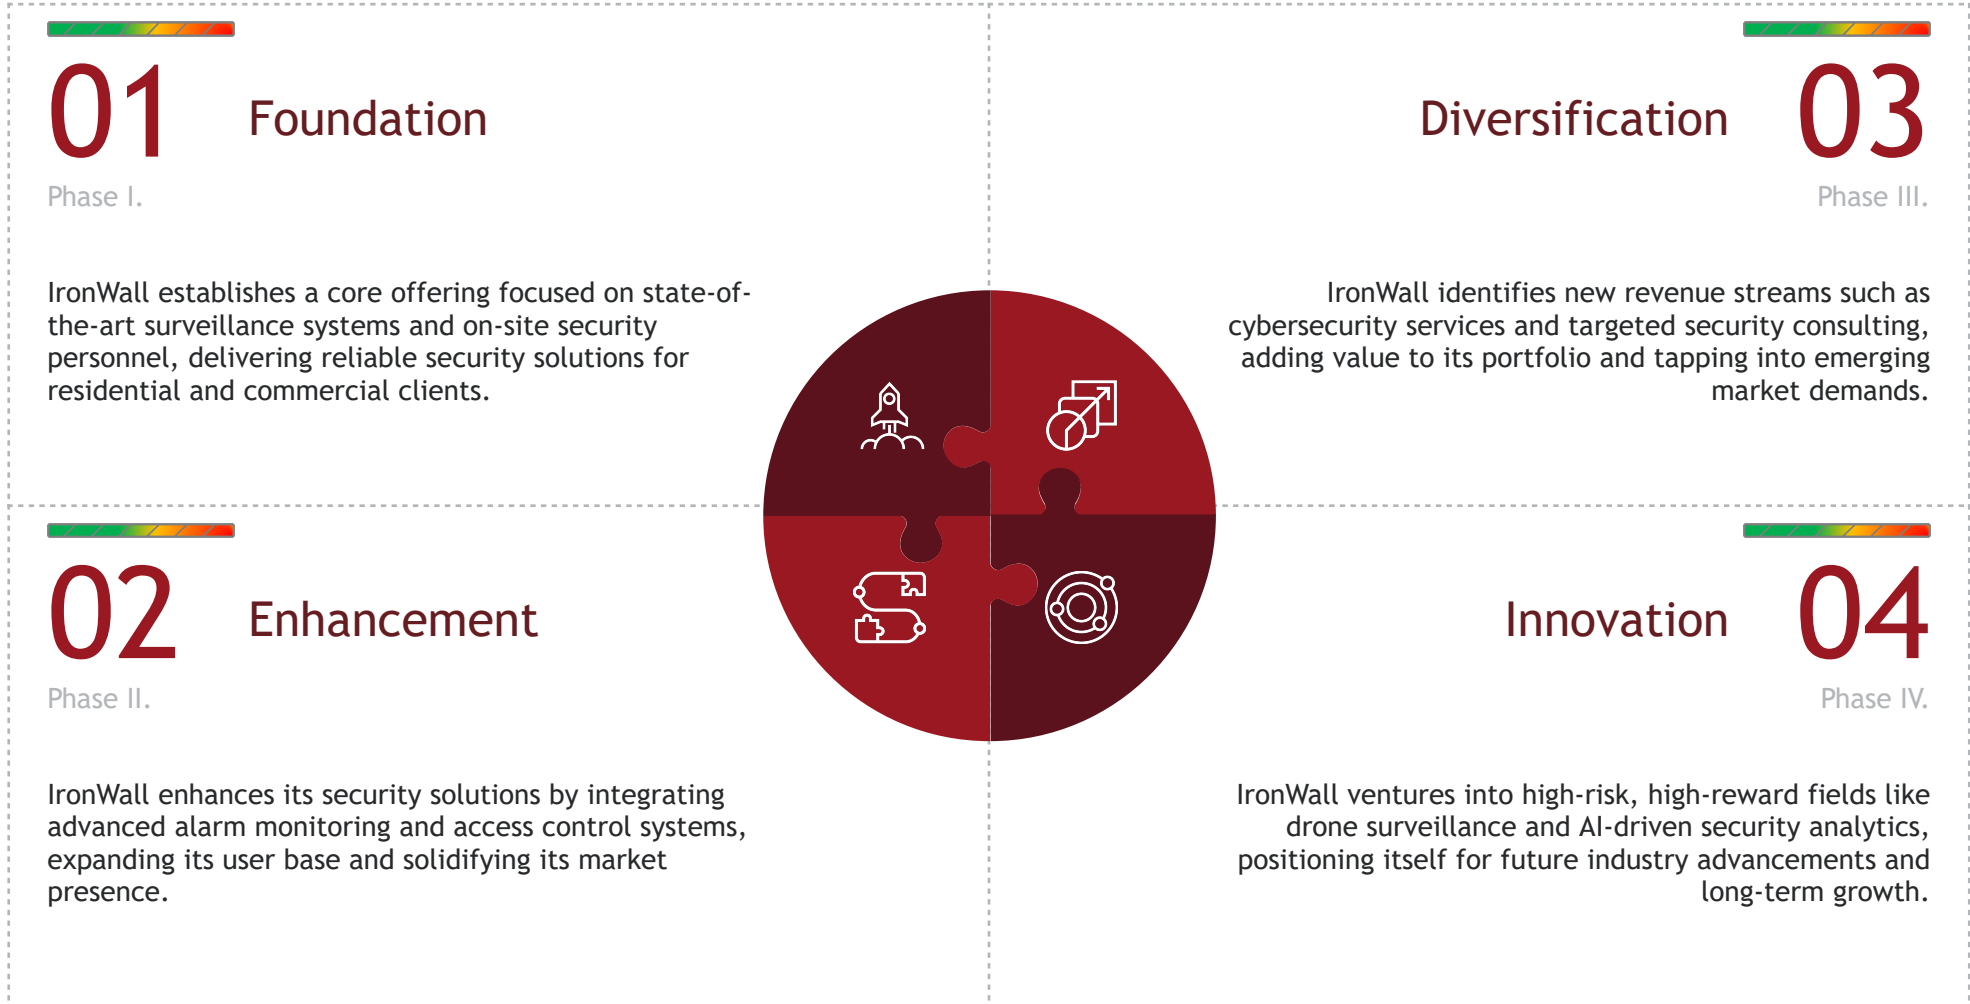 01
Foundation
Phase I.
IronWall establishes a core offering focused on state-of-
the-art surveillance systems and on-site security
personnel, delivering reliable security solutions for
residential and commercial clients.
02
Enhancement
Phase II.
IronWall enhances its security solutions by integrating
advanced alarm monitoring and access control systems,
expanding its user base and solidifying its market
presence.
Diversification
03
Phase III.
IronWall identifies new revenue streams such as
cybersecurity services and targeted security consulting,
adding value to its portfolio and tapping into emerging
market demands.
Innovation
04
Phase IV.
IronWall ventures into high-risk, high-reward fields like
drone surveillance and AI-driven security analytics,
positioning itself for future industry advancements and
long-term growth.